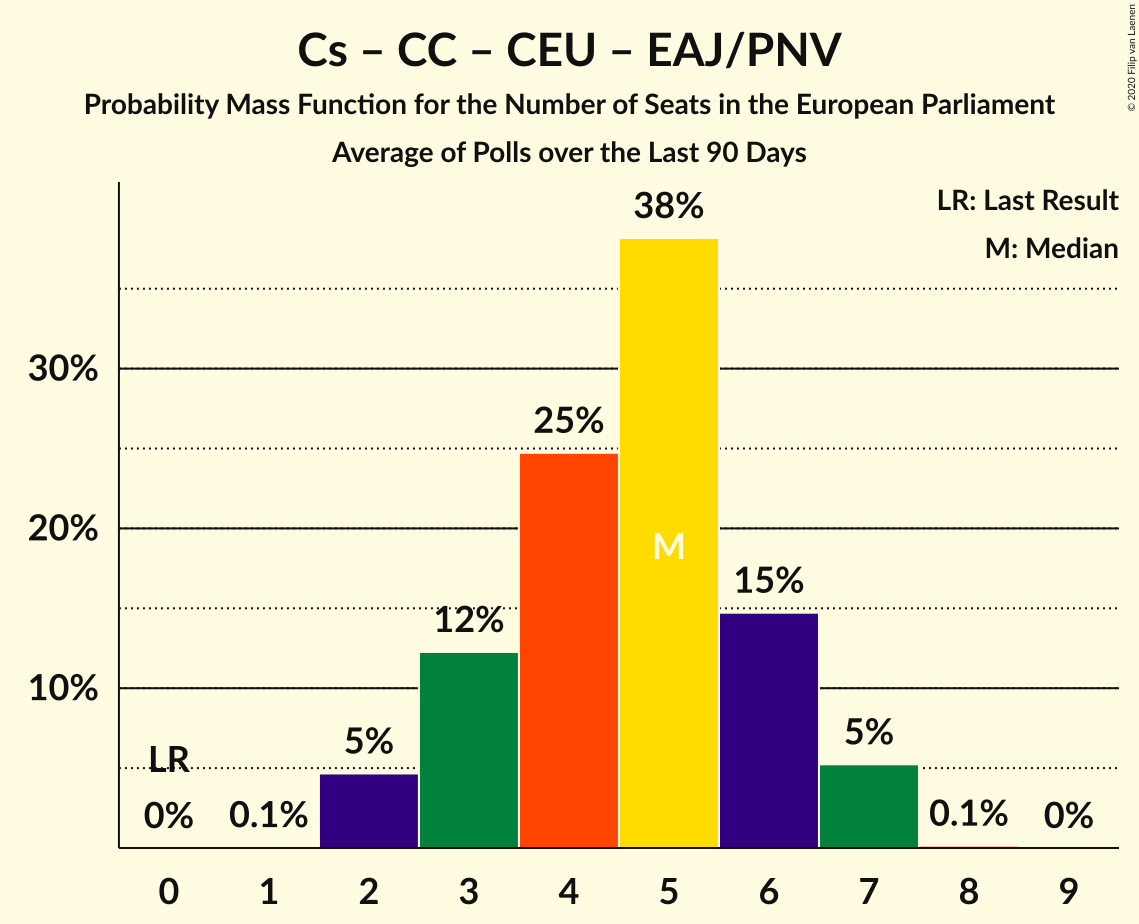 Cs – CC – CEU – EAJ/PNV
Probability Mass Function for the Number of Seats in the European Parliament
Average of Polls over the Last 90 Days
© 2020 Filip van Laenen
LR: Last Result
M: Median
38%
30%
25%
20%
M
15%
12%
10%
5%
5%
LR
0%
0.1%
0.1%
0%
0 1 2 3 4 5 6 7 8 9